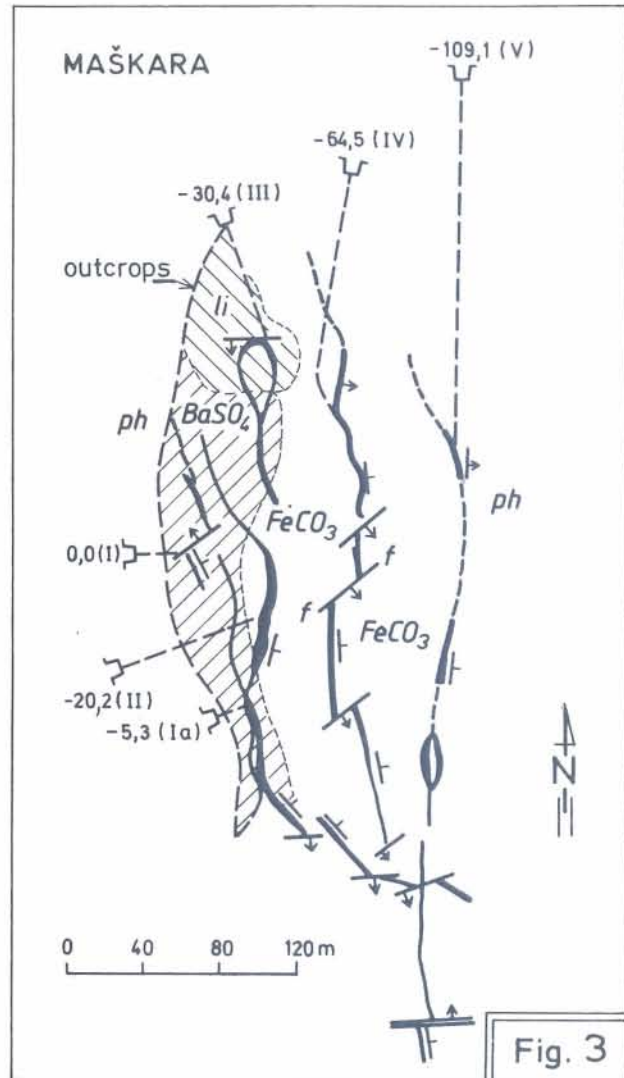 MAŠKARA
-109,1 (V)
-64,5 (IV)
-30,4 (III)
outcrops
li
ph
BaSO₄
FeCO₃
ph
0,0 (I)
f
f
FeCO₃
-20,2 (II)
-5,3 (Ia)
N
0 40 80 120 m
Fig. 3